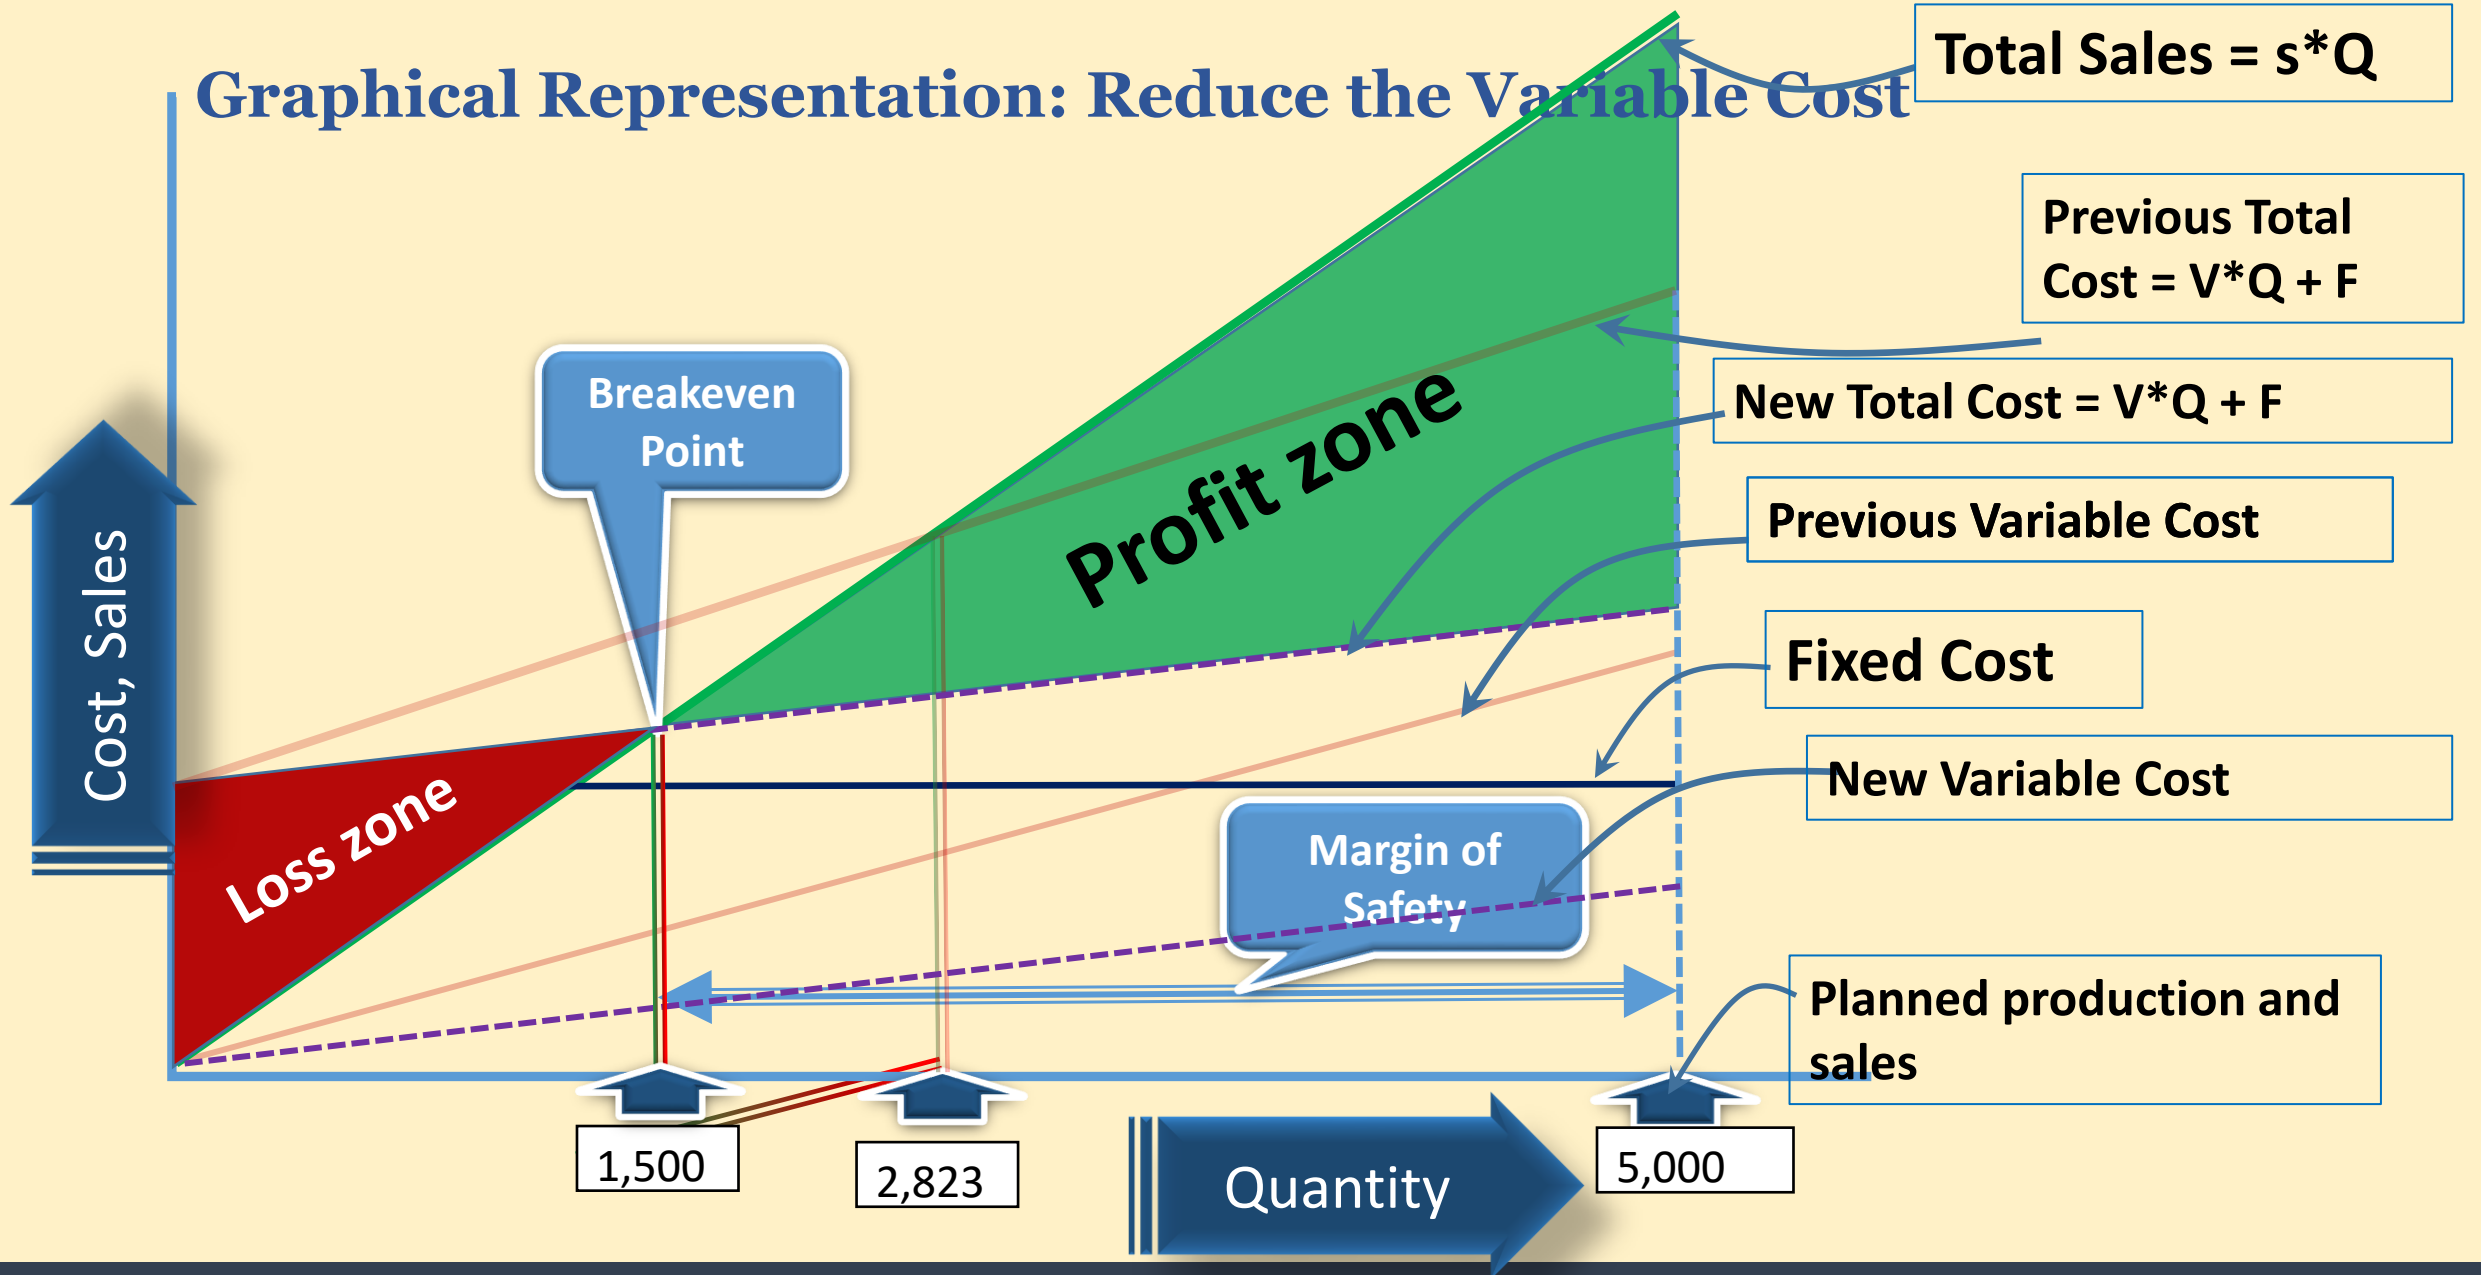 Graphical Representation: Reduce the Variable Cost
Total Sales = s*Q
Previous Total
Cost = V*Q + F
New Total Cost = V*Q + F
Previous Variable Cost
Fixed Cost
New Variable Cost
Planned production and
sales
Breakeven
Point
Profit zone
Loss zone
Margin of
Safety
Cost, Sales
1,500
2,823
5,000
Quantity